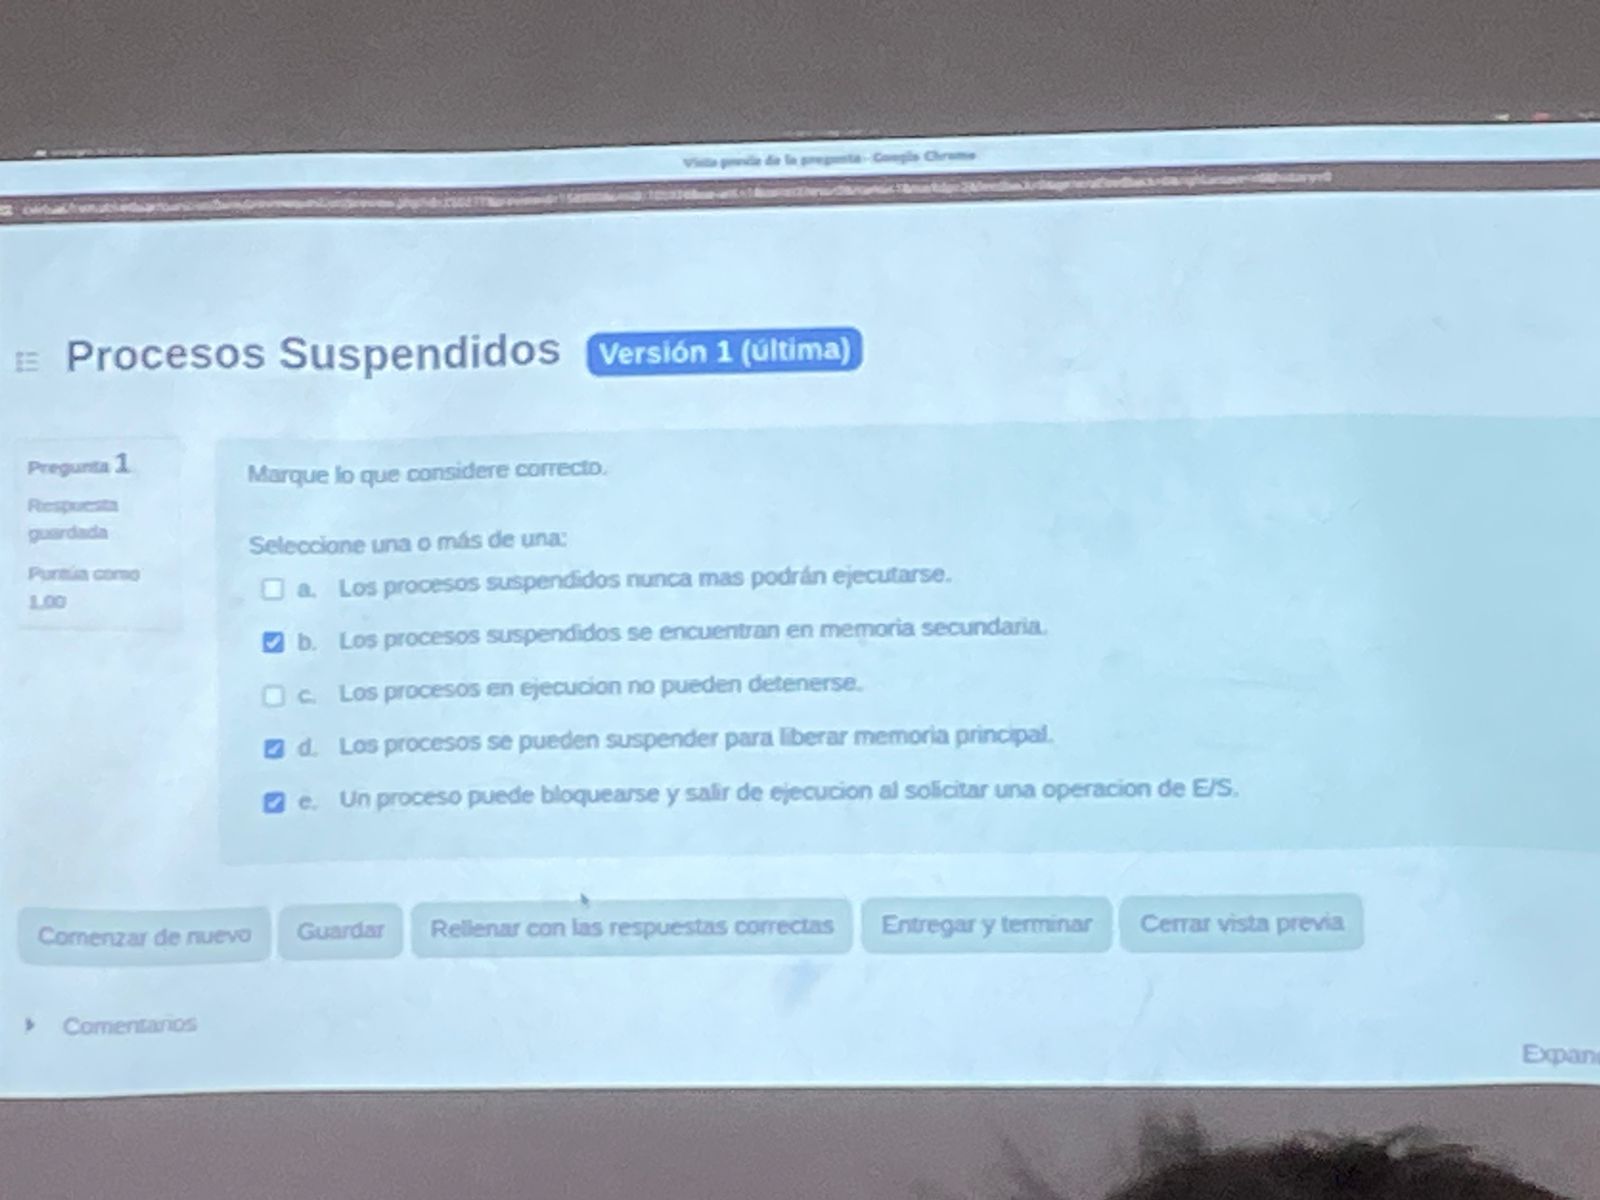 Vista previa de la pregunta - Google Chrome
Procesos Suspendidos Versión 1 (última)
Pregunta 1
Respuesta
guardada
Puntúa como
1,00
Marque lo que considere correcto.
Seleccione una o más de una:
a. Los procesos suspendidos nunca mas podrán ejecutarse.
b. Los procesos suspendidos se encuentran en memoria secundaria.
c. Los procesos en ejecucion no pueden detenerse.
d. Los procesos se pueden suspender para liberar memoria principal.
e. Un proceso puede bloquearse y salir de ejecucion al solicitar una operacion de E/S.
Comenzar de nuevo Guardar Rellenar con las respuestas correctas Entregar y terminar Cerrar vista previa
Comentarios
Expan